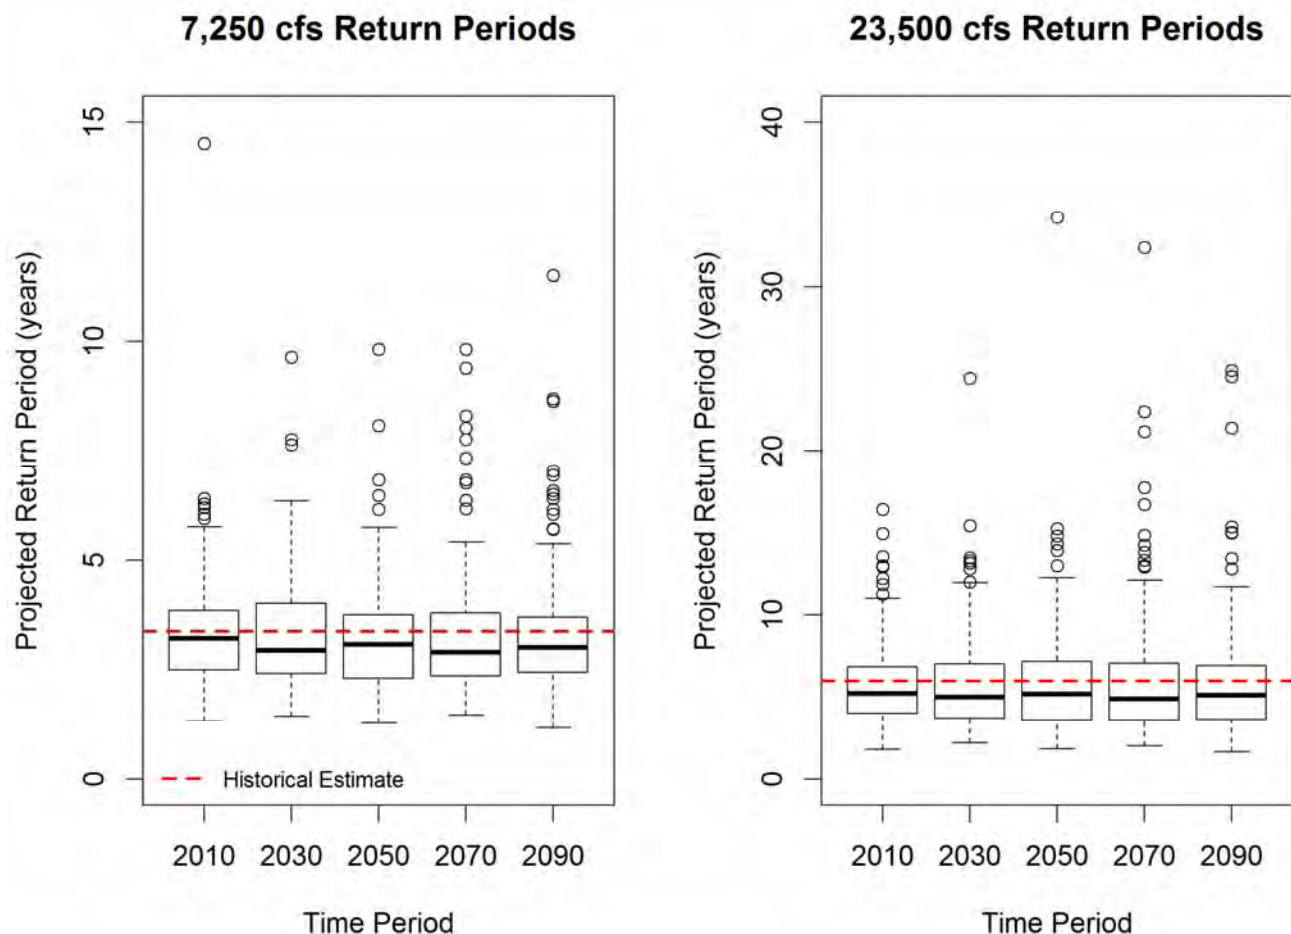 7,250 cfs Return Periods
Projected Return Period (years)
15
10
5
0
Historical Estimate
2010 2030 2050 2070 2090
Time Period
23,500 cfs Return Periods
Projected Return Period (years)
40
30
20
10
0
2010 2030 2050 2070 2090
Time Period